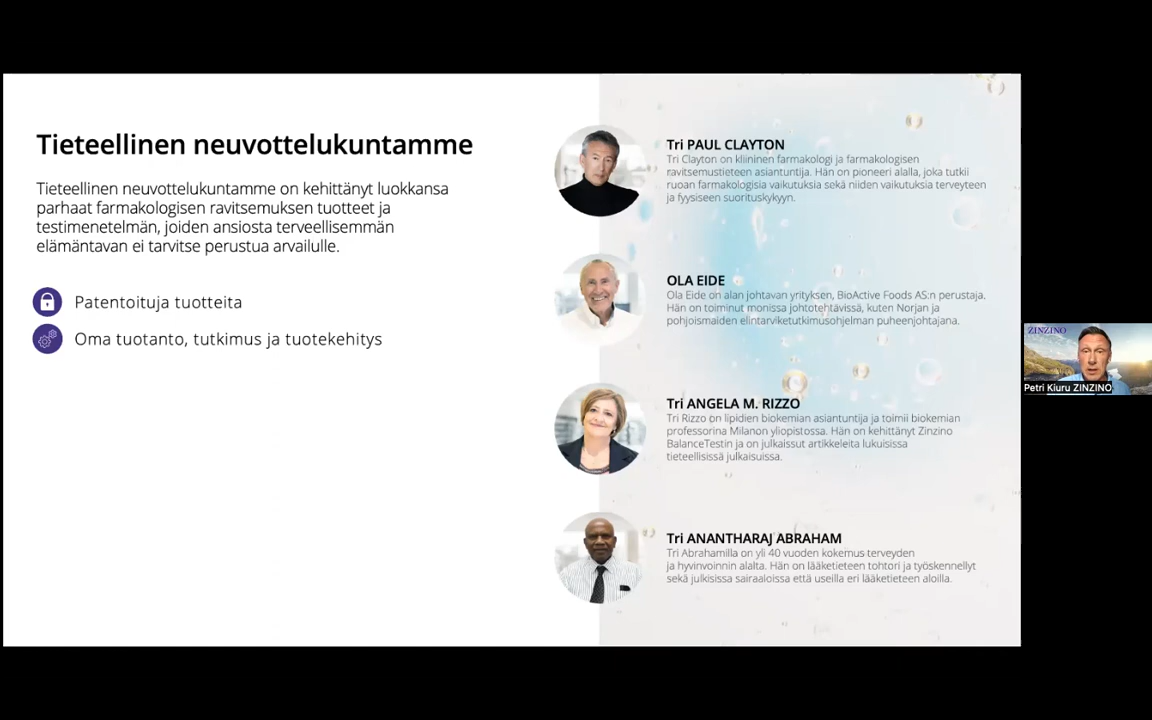 Tieteellinen neuvottelukuntamme
Tieteellinen neuvottelukuntamme on kehittänyt luokkansa
parhaat farmakologisen ravitsemuksen tuotteet ja
testimenetelmän, joiden ansiosta terveellisemmän
elämäntavan ei tarvitse perustua arvailulle.
Patentoituja tuotteita
Oma tuotanto, tutkimus ja tuotekehitys
Tri PAUL CLAYTON
Tri Clayton on kliininen farmakologi ja farmakologisen
ravitsemustieteen asiantuntija. Hän on pioneeri alalla, joka tutkii
ruoan farmakologisia vaikutuksia sekä niiden vaikutuksia terveyteen
ja fyysiseen suorituskykyyn.
OLA EIDE
Ola Eide on alan johtavan yrityksen, BioActive Foods AS:n perustaja.
Hän on toiminut monissa johtotehtävissä, kuten Norjan ja
pohjoismaiden elintarviketutkimusohjelman puheenjohtajana.
Tri ANGELA M. RIZZO
Tri Rizzo on lipidien biokemian asiantuntija ja toimii biokemian
professorina Milanon yliopistossa. Hän on kehittänyt Zinzino
BalanceTestin ja on julkaissut artikkeleita lukuisissa
tieteellisissä julkaisuissa.
Tri ANANTHARAJ ABRAHAM
Tri Abrahamilla on yli 40 vuoden kokemus terveyden
ja hyvinvoinnin alalta. Hän on lääketieteen tohtori ja työskennellyt
sekä julkisissa sairaaloissa että useilla eri lääketieteen aloilla.
ZINZINO
Petri Kiuru ZINZINO